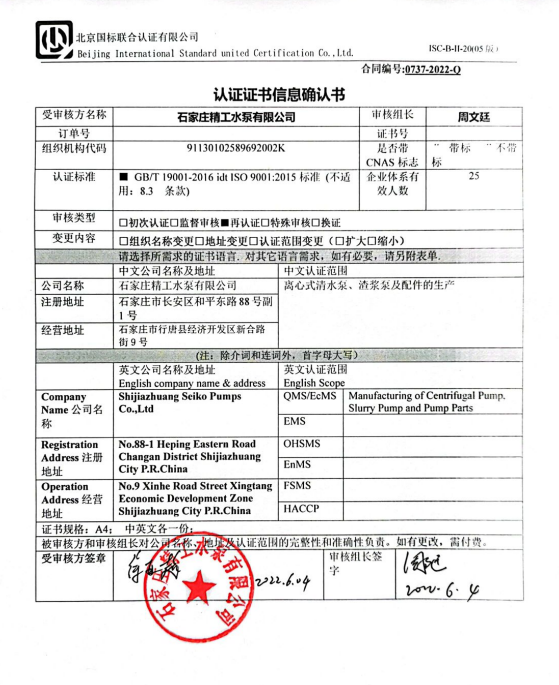 北京国标联合认证有限公司
Beijing International Standard united Certification Co.,Ltd.
ISC-B-II-20(05版)
合同编号:0737-2022-Q
认证证书信息确认书
受审核方名称 石家庄精工水泵有限公司 审核组长 周文廷
订单号 证书号
组织机构代码 91130102589692002K 是否带 CNAS 标志 ¨ 带标 ¨不带标
认证标准 ■ GB/T 19001-2016 idt ISO 9001:2015 标准 (不适用: 8.3 条款) 企业体系有效人数 25
审核类型 □初次认证□监督审核■再认证□特殊审核□换证
变更内容 □组织名称变更□地址变更□认证范围变更（□扩大□缩小）
请选择所需求的证书语言. 对其它语言需求, 如有必要, 请另附表单.
中文公司名称及地址 中文认证范围
公司名称 石家庄精工水泵有限公司 离心式清水泵、渣浆泵及配件的生产
注册地址 石家庄市长安区和平东路 88 号副 1 号
经营地址 石家庄市行唐县经济开发区新合路街 9 号
(注: 除介词和连词外, 首字母大写)
英文公司名称及地址 英文认证范围
English company name & address English Scope
Company Name 公司名称 Shijiazhuang Seiko Pumps Co.,Ltd QMS/EcMS Manufacturing of Centrifugal Pump. Slurry Pump and Pump Parts
EMS
Registration Address 注册地址 No.88-1 Heping Eastern Road Changan District Shijiazhuang City P.R.China OHSMS
EnMS
Operation Address 经营地址 No.9 Xinhe Road Street Xingtang Economic Development Zone Shijiazhuang City P.R.China FSMS
HACCP
证书规格: A4; 中英文各一份;
被审核方和审核组长对公司名称、地址及认证范围的完整性和准确性负责。如有更改, 需付费。
受审核方签章 2022.6.04 审核组长签字 2022.6.4
石家庄精工水泵有限公司